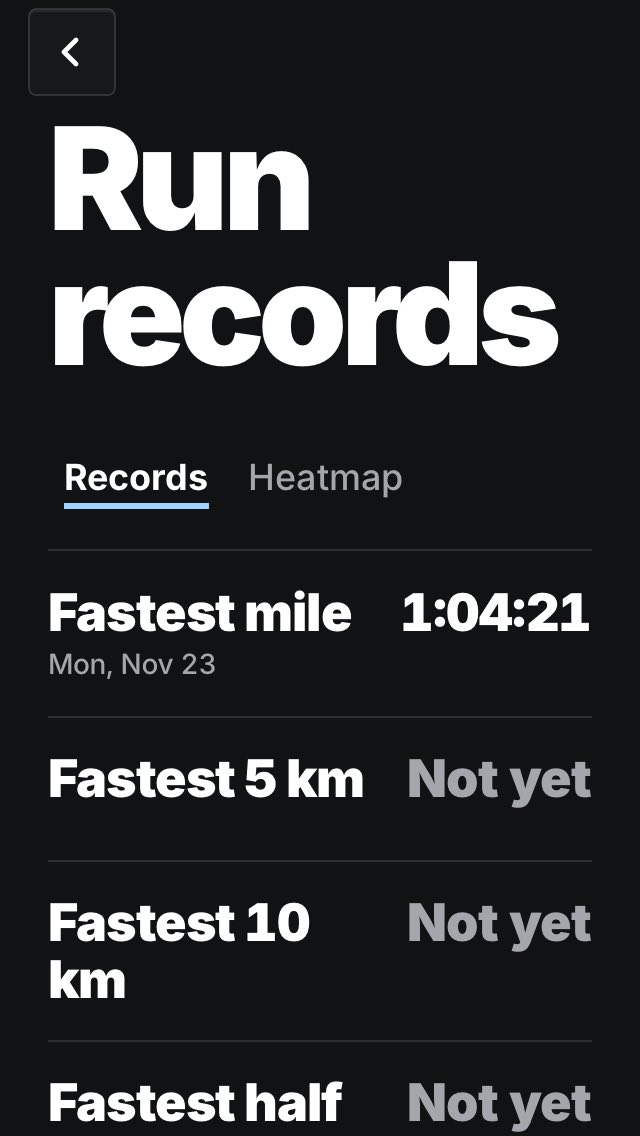 Run
records
Records Heatmap
Fastest mile 1:04:21
Mon, Nov 23
Fastest 5 km Not yet
Fastest 10 Not yet
km
Fastest half Not yet